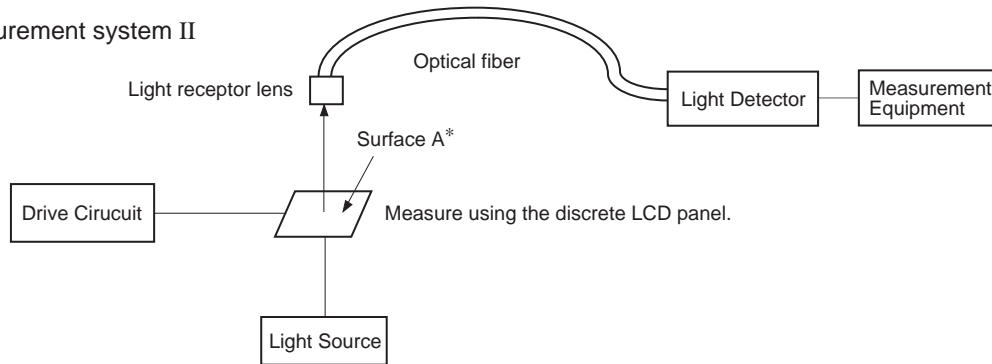 urement system II
Optical fiber
Light receptor lens
Light Detector
Measurement
Equipment
Surface A*
Drive Cirucuit
Measure using the discrete LCD panel.
Light Source